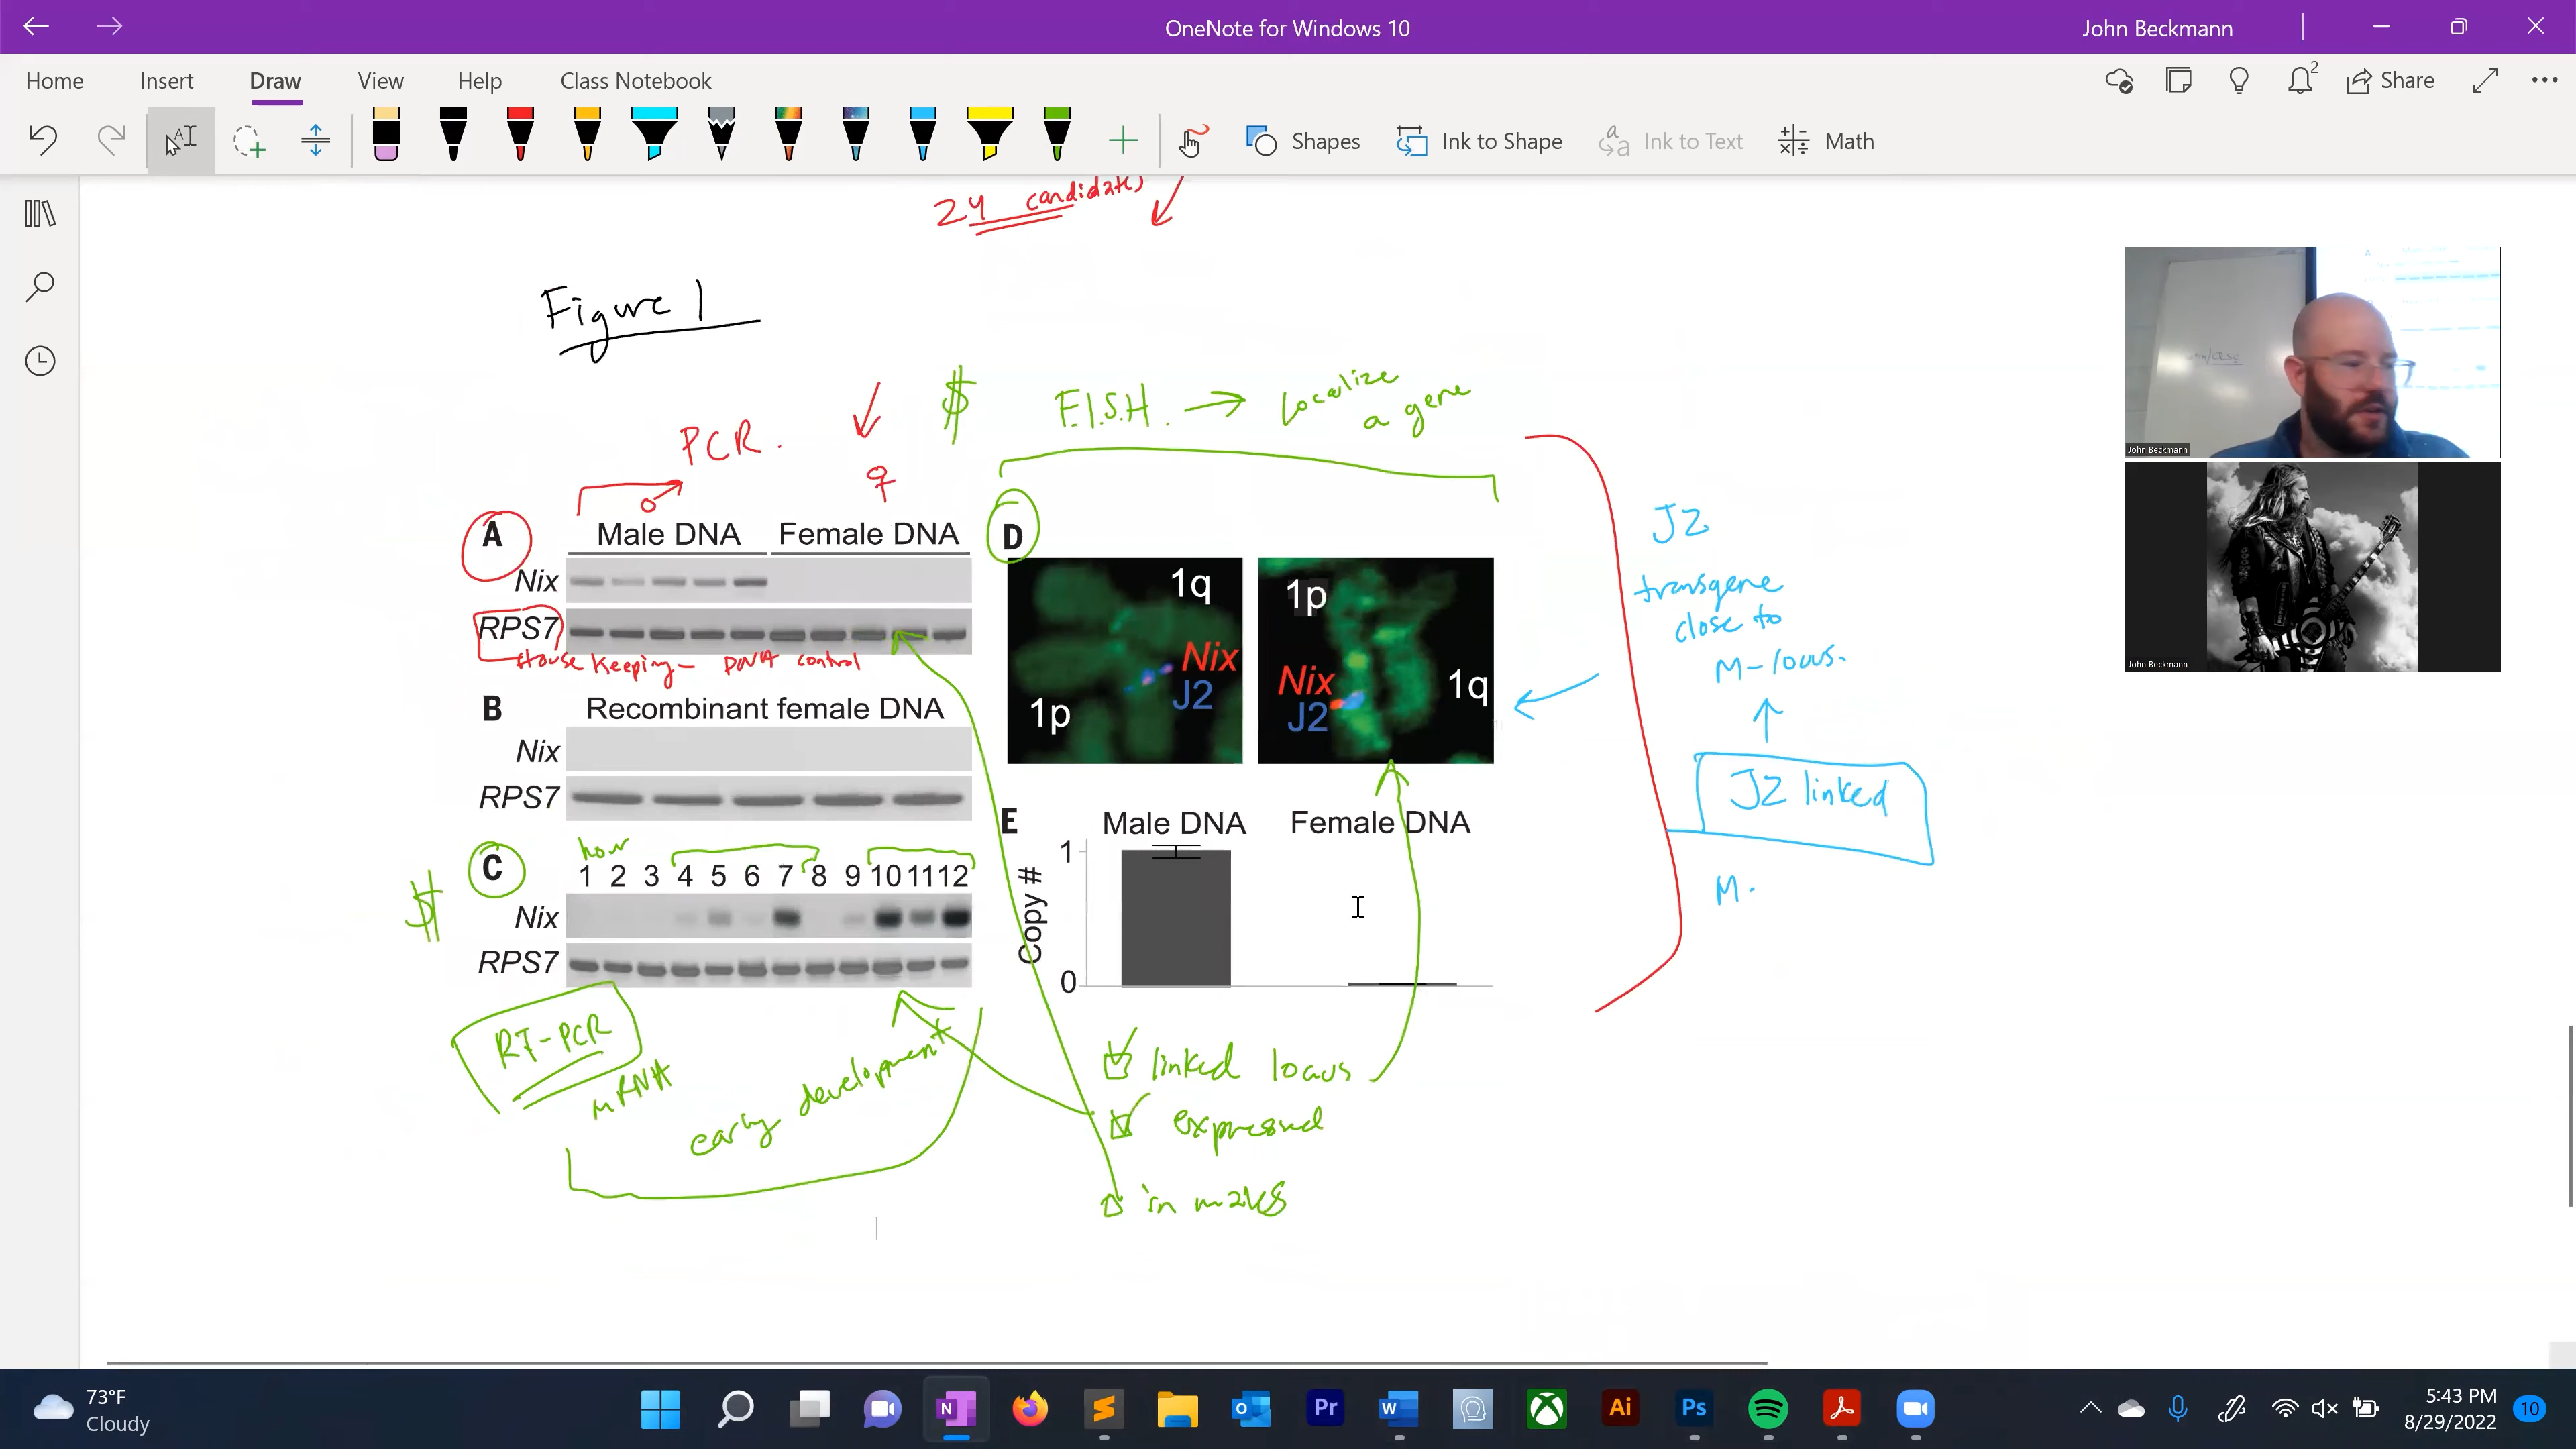 OneNote for Windows 10
John Beckmann
Home Insert Draw View Help Class Notebook
2
Share
Shapes Ink to Shape Ink to Text Math
24 candidates
Figure 1
$ F.I.S.H. → Localize
a gene
PCR.
♂ ♀
A Male DNA Female DNA
Nix
RPS7
House Keeping - DNA control
B Recombinant female DNA
Nix
RPS7
hour
C 1 2 3 4 5 6 7 8 9 10 11 12
$
Nix
RPS7
RT-PCR
mRNA
early development
D
1q
Nix
J2
1p
1p
Nix
J2
1q
E Male DNA Female DNA
Copy #
1
0
linked locus
expressed
in males
J2
transgene
close to
M-locus.
J2 linked
M.
John Beckmann
John Beckmann
73°F
Cloudy
5:43 PM
8/29/2022
10